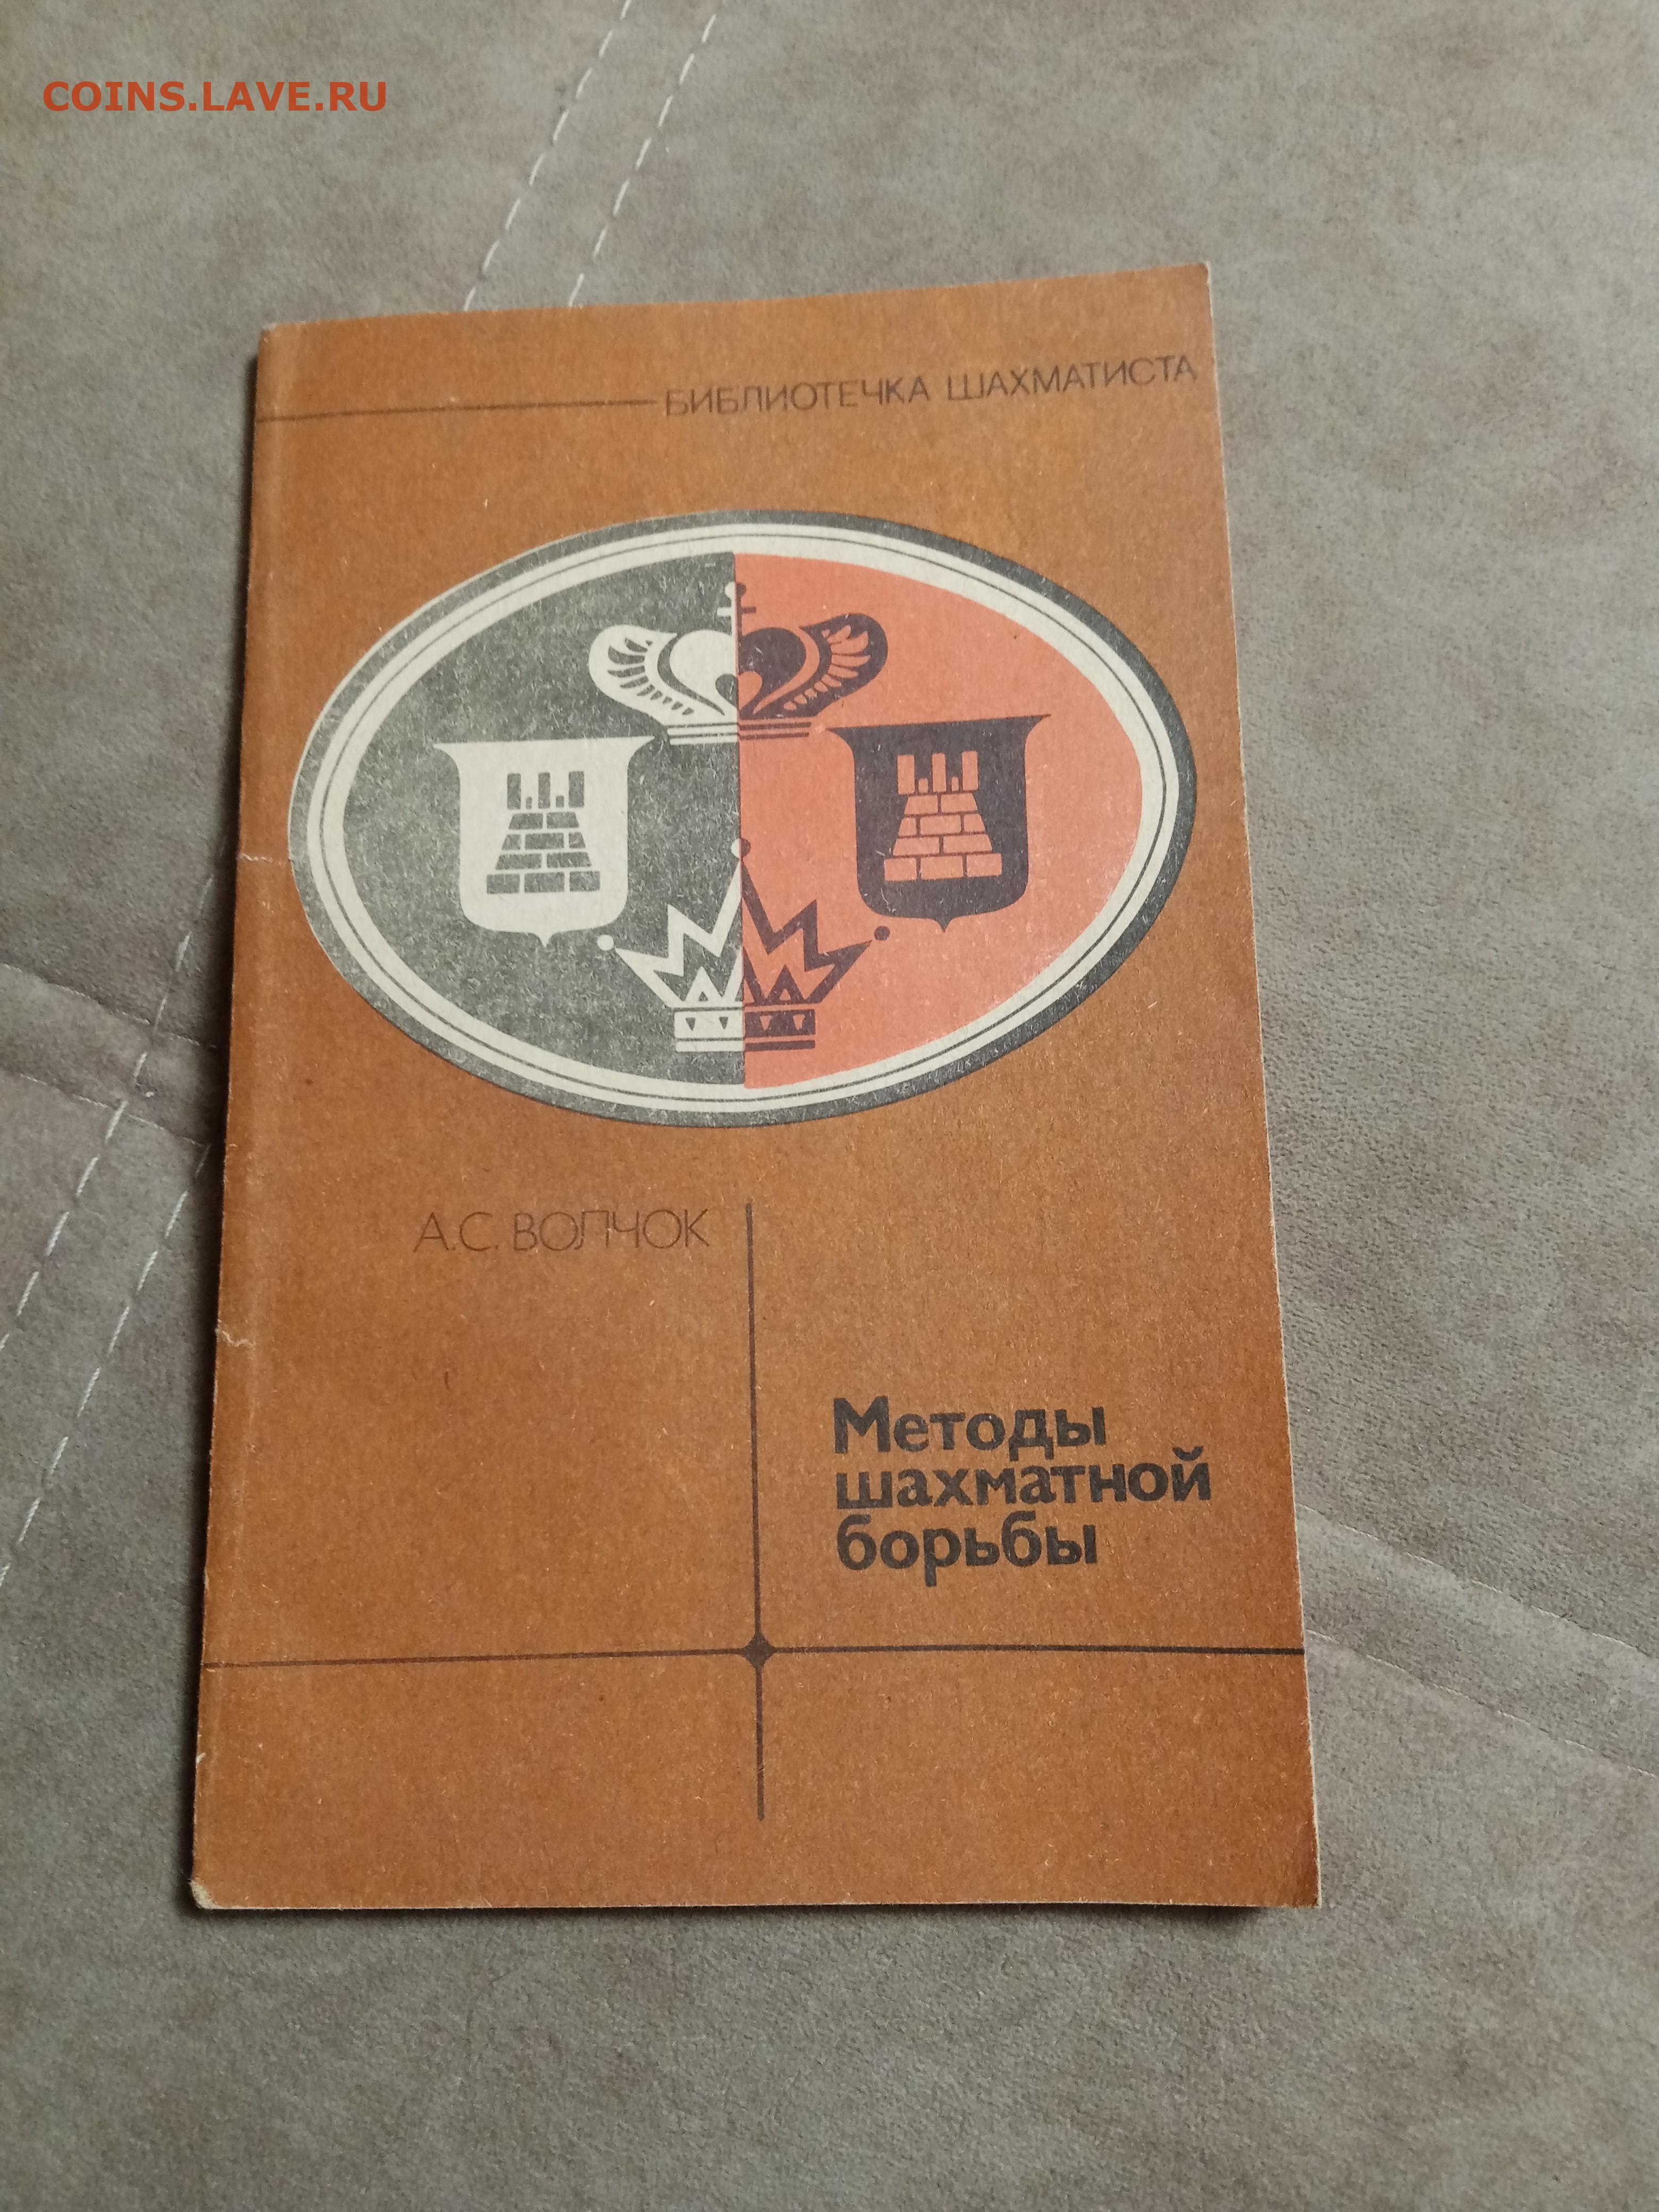 COINS.LAVE.RU
БИБЛИОТЕЧКА ШАХМАТИСТА
А.С. ВОЛЧОК
Методы
шахматной
борьбы